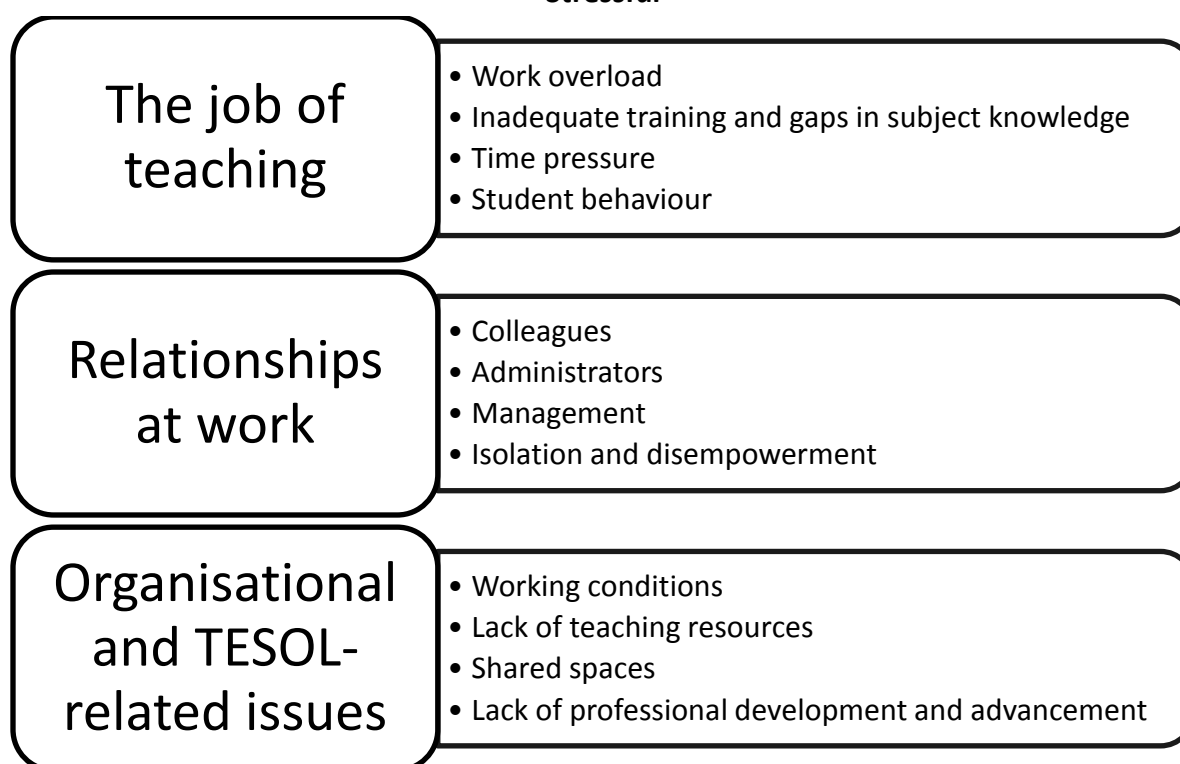 The job of
teaching
• Work overload
• Inadequate training and gaps in subject knowledge
• Time pressure
• Student behaviour
Relationships
at work
• Colleagues
• Administrators
• Management
• Isolation and disempowerment
Organisational
and TESOL-
related issues
• Working conditions
• Lack of teaching resources
• Shared spaces
• Lack of professional development and advancement